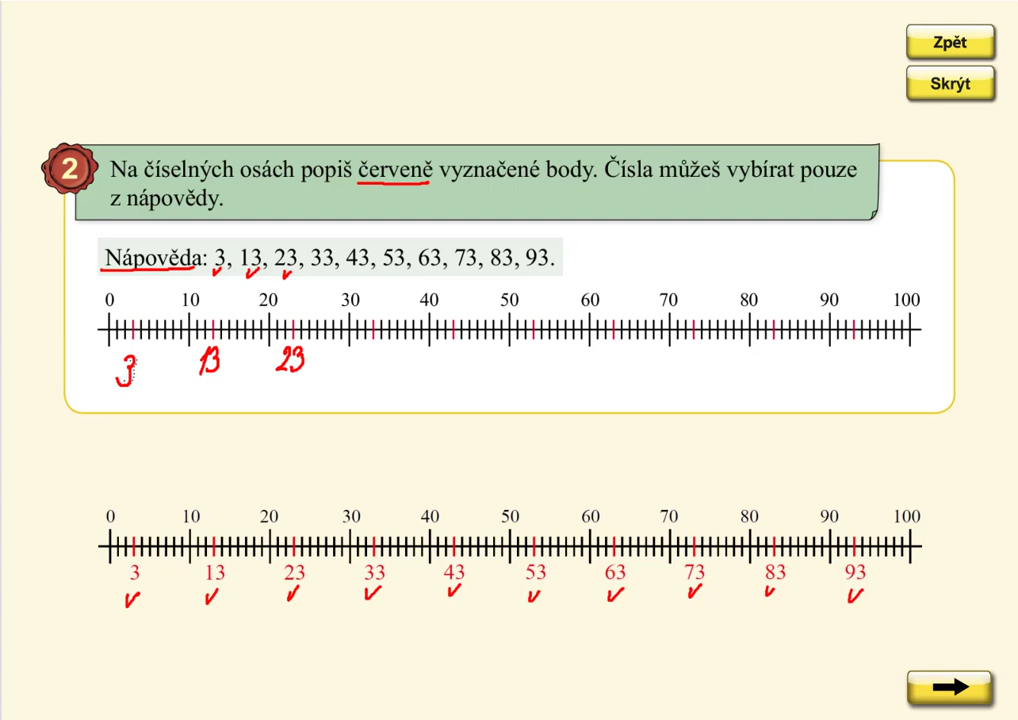 Zpět
Skrýt
2 Na číselných osách popiš červeně vyznačené body. Čísla můžeš vybírat pouze
z nápovědy.
Nápověda: 3, 13, 23, 33, 43, 53, 63, 73, 83, 93.
0 10 20 30 40 50 60 70 80 90 100
3 13 23
0 10 20 30 40 50 60 70 80 90 100
3 13 23 33 43 53 63 73 83 93